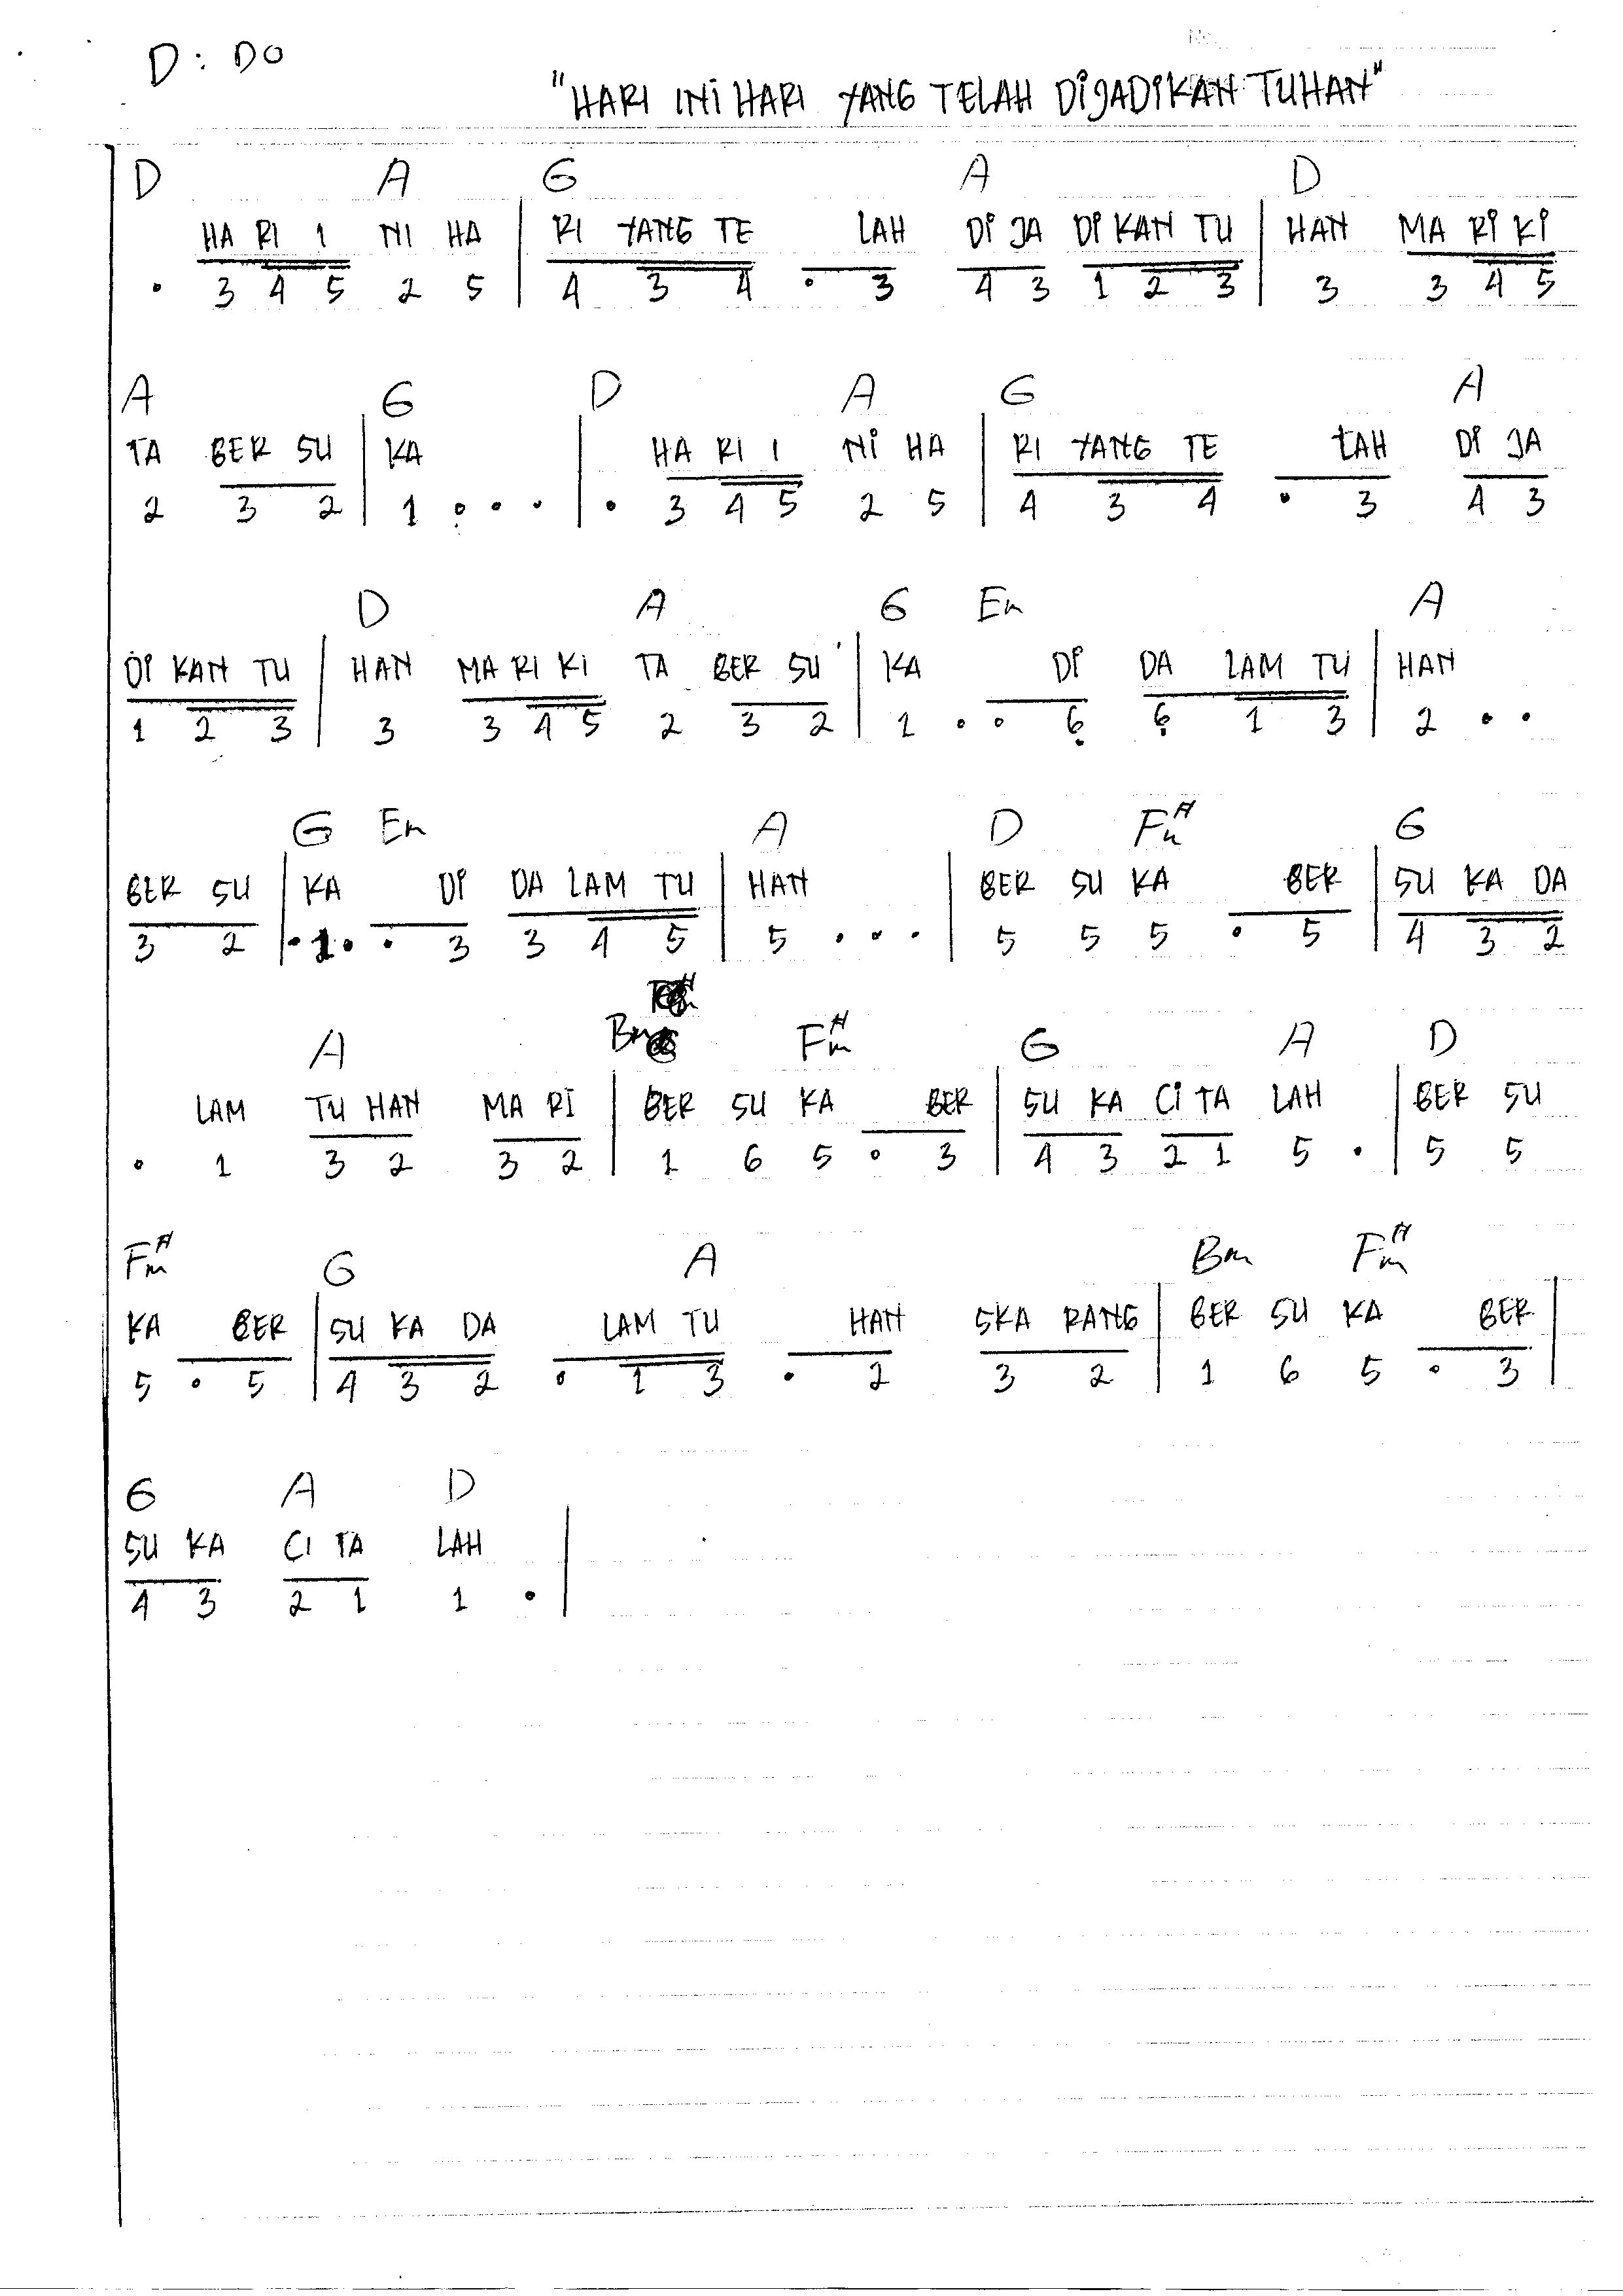 D : DO
"HARI INI HARI YANG TELAH DIJADIKAN TUHAN"
D A G A D
HA RI I NI HA | RI YANG TE LAH DI JA DI KAN TU | HAN MA RI KI
. 3 4 5 2 5 | 4 3 4 . 3 4 3 1 2 3 | 3 3 4 5
A G D A G A
TA BER SU | KA | HA RI I NI HA | RI YANG TE LAH DI JA
2 3 2 | 1 . . . | . 3 4 5 2 5 | 4 3 4 . 3 4 3
D A G Em A
DI KAN TU | HAN MA RI KI TA BER SU | KA DI DA LAM TU | HAN
1 2 3 | 3 3 4 5 2 3 2 | 1 . . 6̣ 6̣ 1 3 | 2 . .
G Em A D F#m G
BER SU | KA DI DA LAM TU | HAN | BER SU KA BER | SU KA DA
3 2 | . 1 . . 3 3 4 5 | 5 . . . | 5 5 5 . 5 | 4 3 2
A Bm F#m G A D
LAM TU HAN MA RI | BER SU KA BER | SU KA CI TA LAH | BER SU
. 1 3 2 3 2 | 1 6 5 . 3 | 4 3 2 1 5 . | 5 5
F#m G A Bm F#m
KA BER | SU KA DA LAM TU HAN SKA RANG | BER SU KA BER |
5 . 5 | 4 3 2 . 1 3 . 2 3 2 | 1 6 5 . 3 |
G A D
SU KA CI TA LAH |
4 3 2 1 1 . |